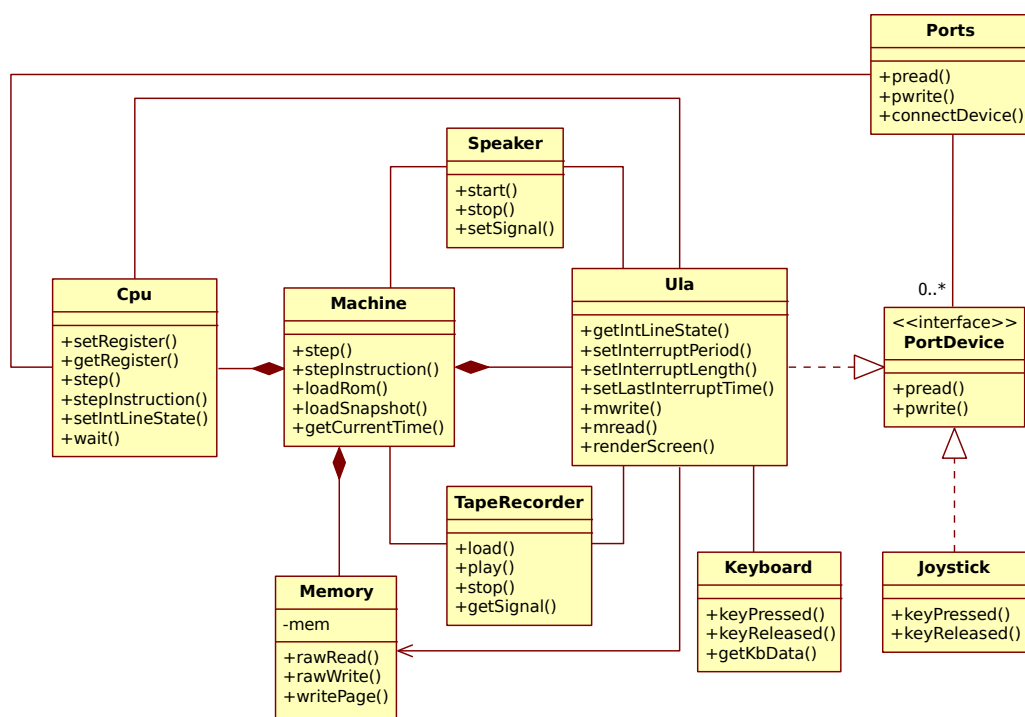 Ports
+pread()
+pwrite()
+connectDevice()
Speaker
+start()
+stop()
+setSignal()
Cpu
+setRegister()
+getRegister()
+step()
+stepInstruction()
+setIntLineState()
+wait()
Machine
+step()
+stepInstruction()
+loadRom()
+loadSnapshot()
+getCurrentTime()
Ula
+getIntLineState()
+setInterruptPeriod()
+setInterruptLength()
+setLastInterruptTime()
+mwrite()
+mread()
+renderScreen()
0..*
<<interface>>
PortDevice
+pread()
+pwrite()
TapeRecorder
+load()
+play()
+stop()
+getSignal()
Memory
-mem
+rawRead()
+rawWrite()
+writePage()
Keyboard
+keyPressed()
+keyReleased()
+getKbData()
Joystick
+keyPressed()
+keyReleased()